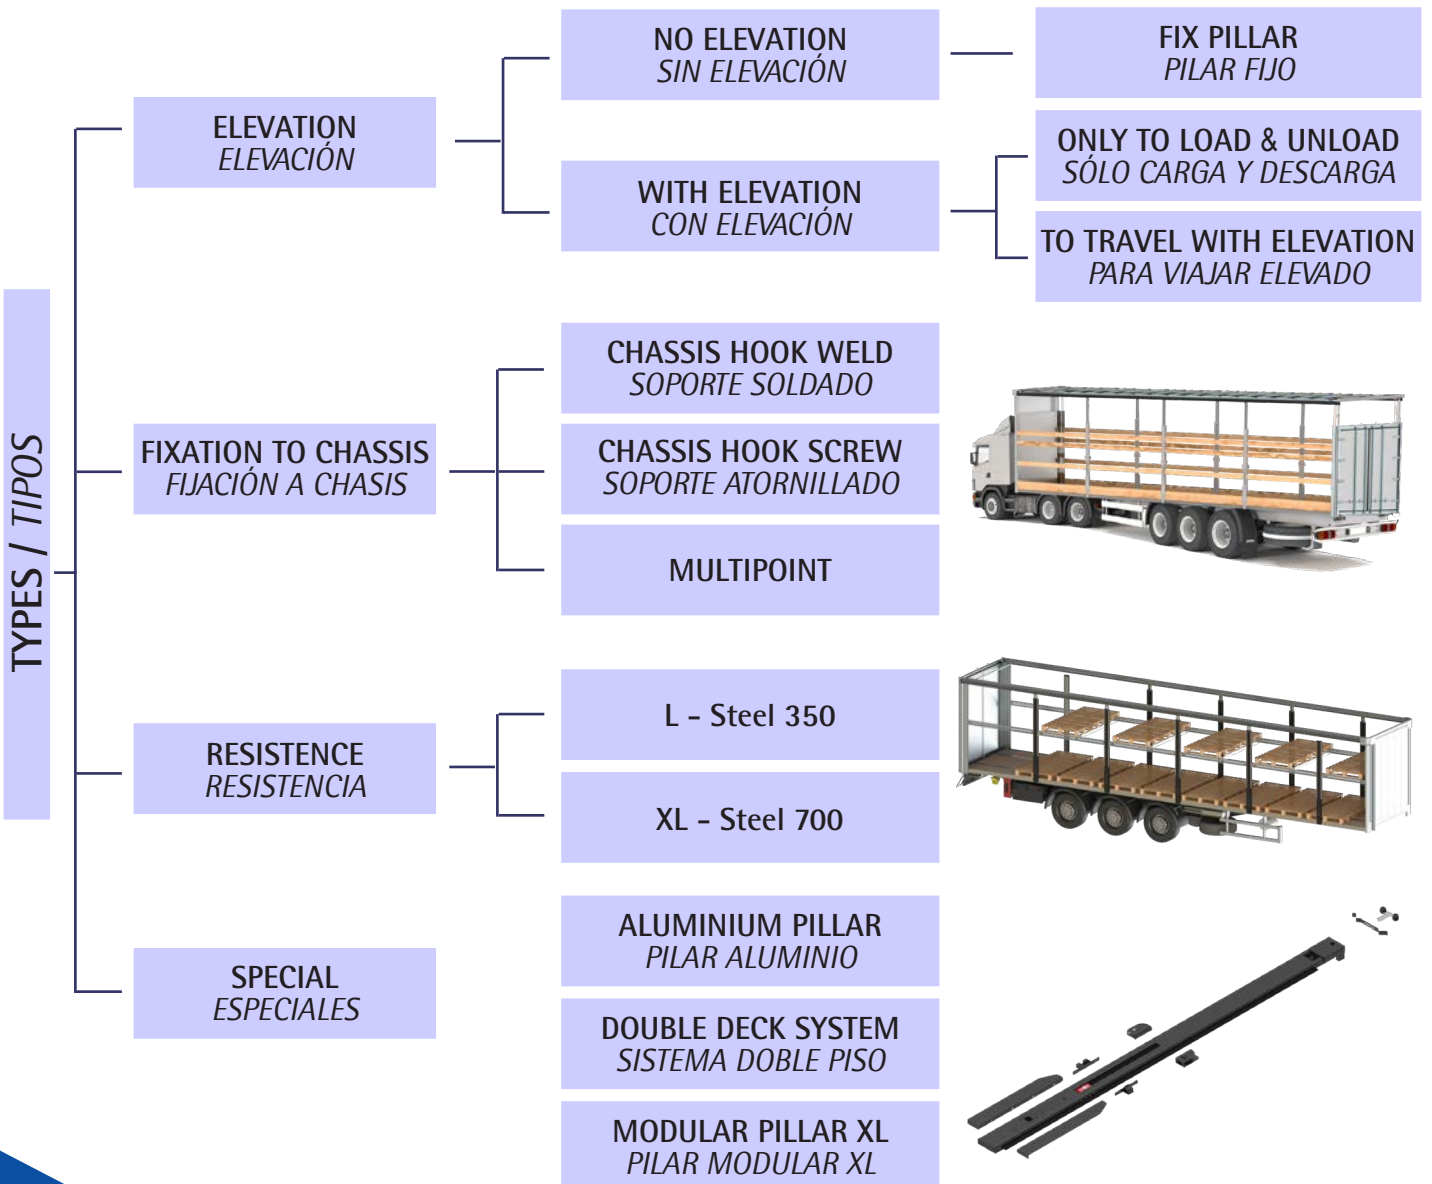 TYPES / TIPOS
ELEVATION
ELEVACIÓN
NO ELEVATION
SIN ELEVACIÓN
FIX PILLAR
PILAR FIJO
WITH ELEVATION
CON ELEVACIÓN
ONLY TO LOAD & UNLOAD
SÓLO CARGA Y DESCARGA
TO TRAVEL WITH ELEVATION
PARA VIAJAR ELEVADO
FIXATION TO CHASSIS
FIJACIÓN A CHASIS
CHASSIS HOOK WELD
SOPORTE SOLDADO
CHASSIS HOOK SCREW
SOPORTE ATORNILLADO
MULTIPOINT
RESISTENCE
RESISTENCIA
L - Steel 350
XL - Steel 700
SPECIAL
ESPECIALES
ALUMINIUM PILLAR
PILAR ALUMINIO
DOUBLE DECK SYSTEM
SISTEMA DOBLE PISO
MODULAR PILLAR XL
PILAR MODULAR XL